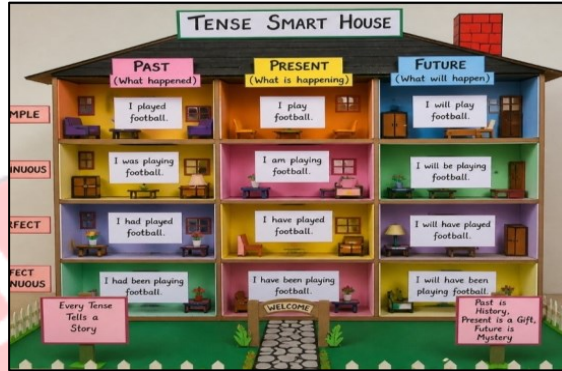 TENSE SMART HOUSE
PAST
(What happened)
PRESENT
(What is happening)
FUTURE
(What will happen)
MPLE
I played
football.
I play
football.
I will play
football.
NUOUS
I was playing
football.
I am playing
football.
I will be playing
football.
RFECT
I had played
football.
I have played
football.
I will have played
football.
FECT
NUOUS
I had been playing
football.
I have been playing
football.
I will have been
playing football.
Every Tense
Tells a
Story
WELCOME
Past is
History,
Present is a Gift,
Future is
Mystery